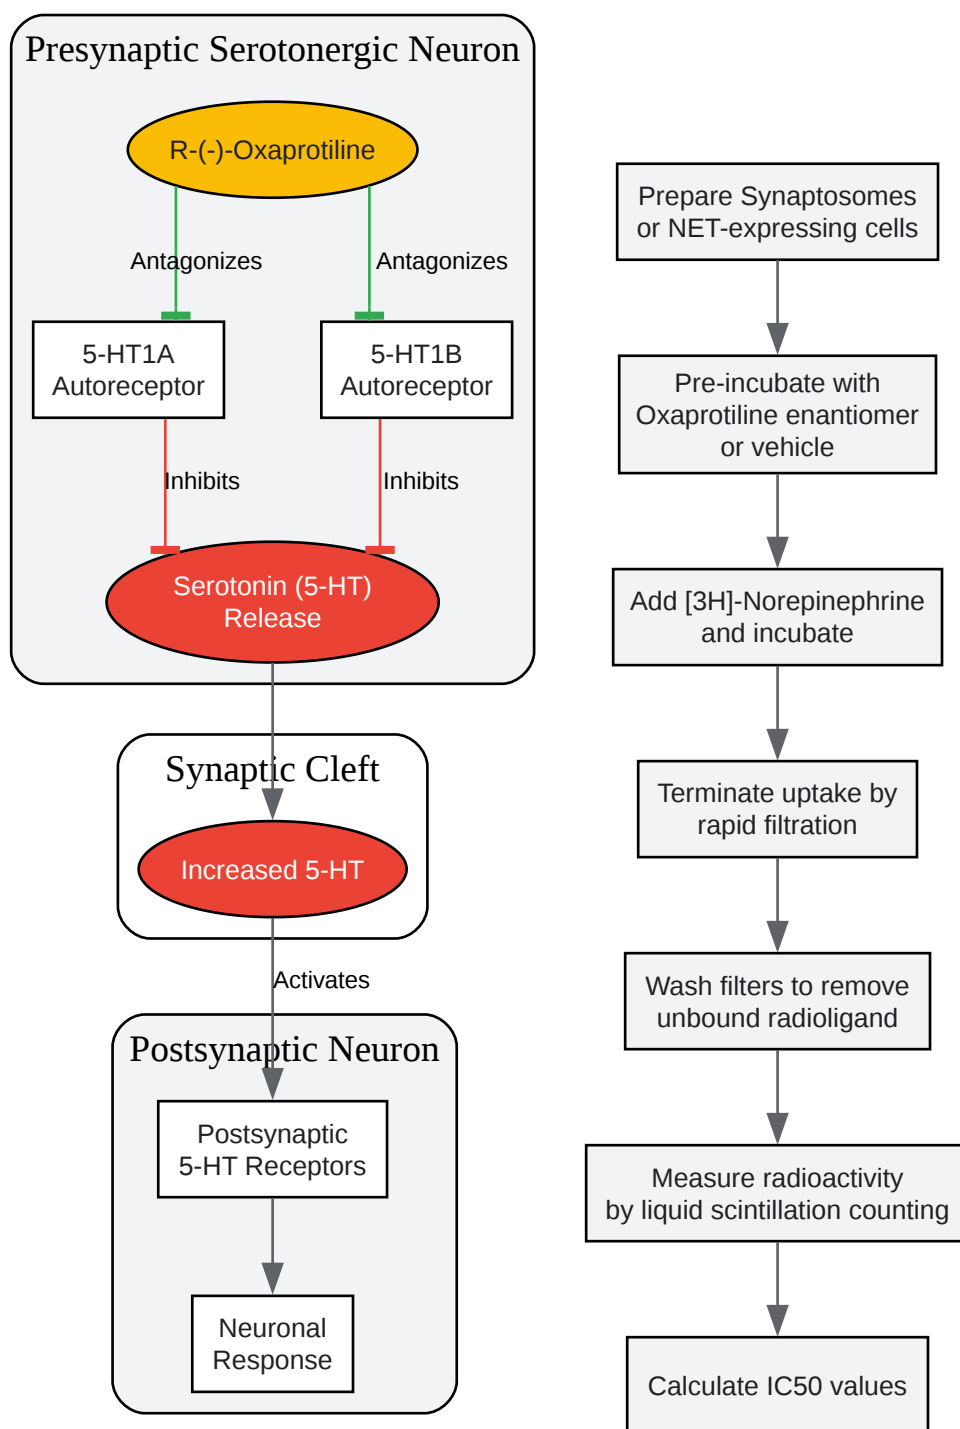 Presynaptic Serotonergic Neuron
R-(-)-Oxaprotiline
Antagonizes
Antagonizes
5-HT1A
Autoreceptor
5-HT1B
Autoreceptor
Inhibits
Inhibits
Serotonin (5-HT)
Release
Synaptic Cleft
Increased 5-HT
Activates
Postsynaptic Neuron
Postsynaptic
5-HT Receptors
Neuronal
Response
Prepare Synaptosomes
or NET-expressing cells
Pre-incubate with
Oxaprotiline enantiomer
or vehicle
Add [3H]-Norepinephrine
and incubate
Terminate uptake by
rapid filtration
Wash filters to remove
unbound radioligand
Measure radioactivity
by liquid scintillation counting
Calculate IC50 values